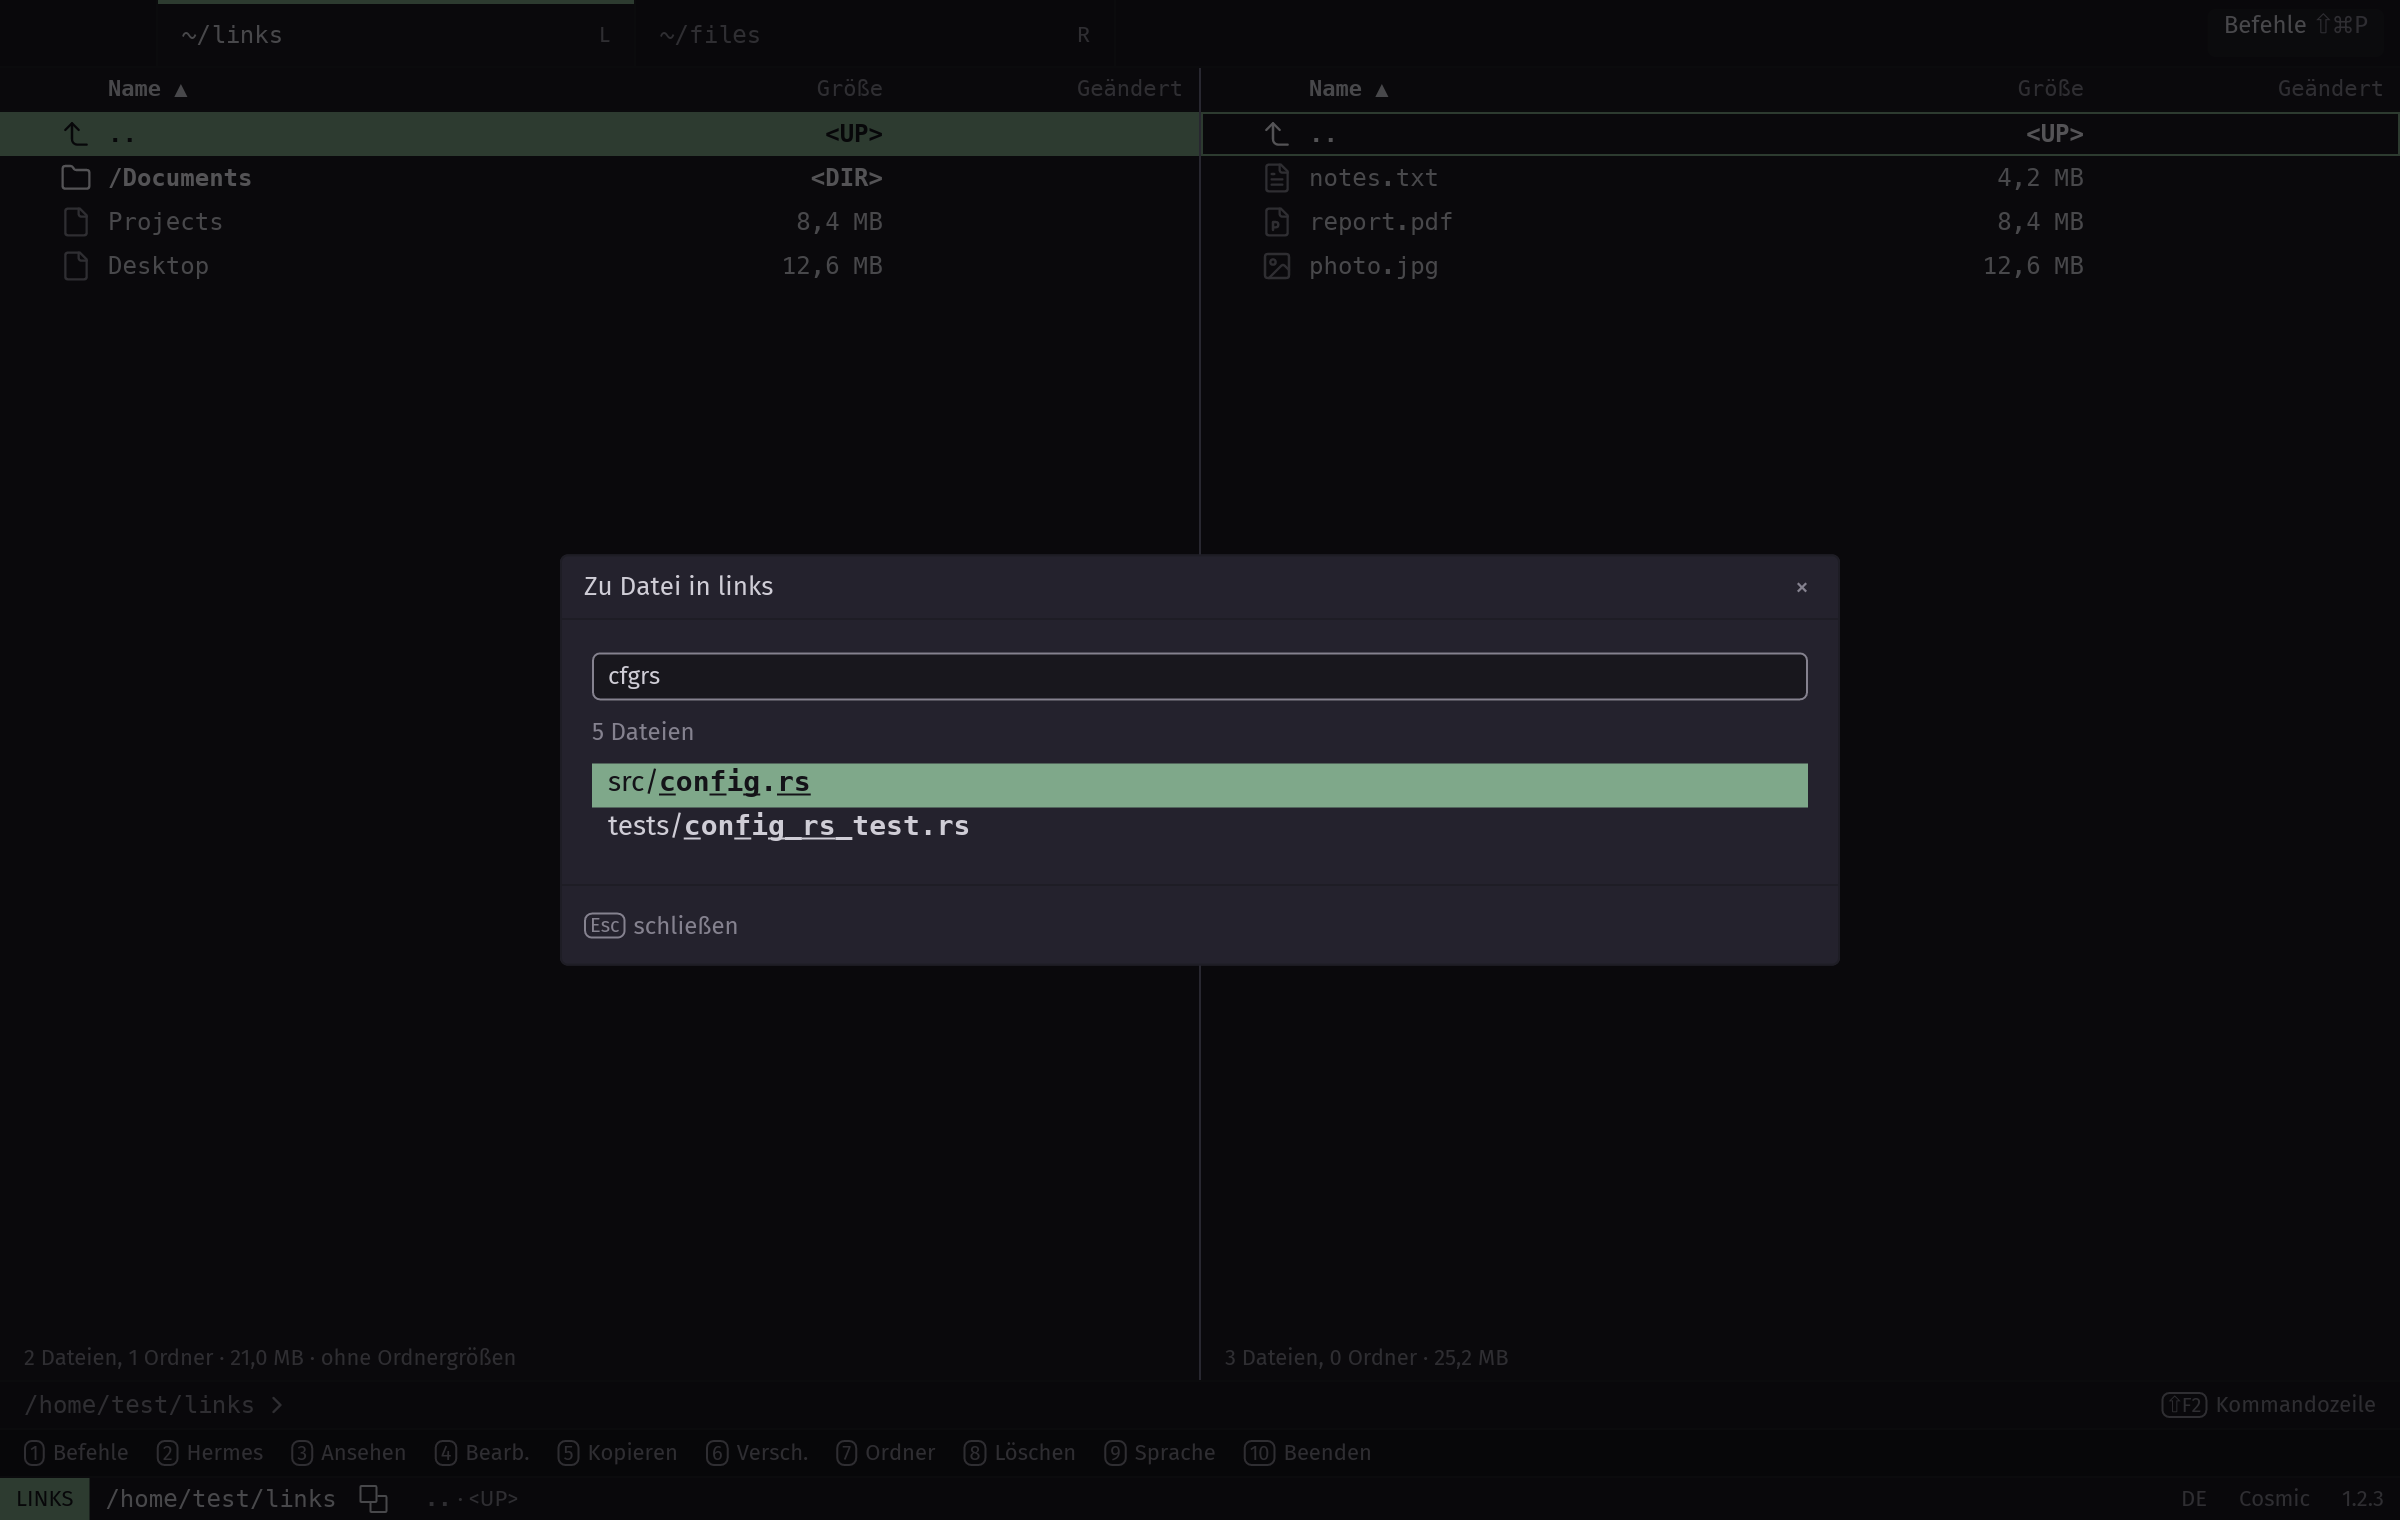 ~/links L ~/files R Befehle ⇧⌘P
Name ▲ Größe Geändert Name ▲ Größe Geändert
.. <UP> .. <UP>
/Documents <DIR> notes.txt 4,2 MB
Projects 8,4 MB report.pdf 8,4 MB
Desktop 12,6 MB photo.jpg 12,6 MB
Zu Datei in links ×
cfgrs
5 Dateien
src/config.rs
tests/config_rs_test.rs
Esc schließen
2 Dateien, 1 Ordner · 21,0 MB · ohne Ordnergrößen 3 Dateien, 0 Ordner · 25,2 MB
/home/test/links > ⇧F2 Kommandozeile
1 Befehle 2 Hermes 3 Ansehen 4 Bearb. 5 Kopieren 6 Versch. 7 Ordner 8 Löschen 9 Sprache 10 Beenden
LINKS /home/test/links .. · <UP> DE Cosmic 1.2.3